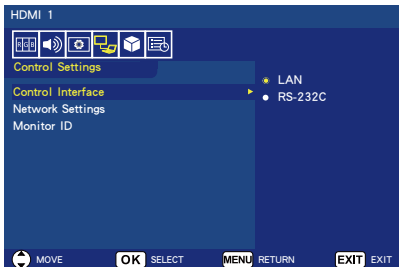 HDMI 1
RGB
Control Settings
Control Interface
Network Settings
Monitor ID
LAN
RS-232C
MOVE OK SELECT MENU RETURN EXIT EXIT